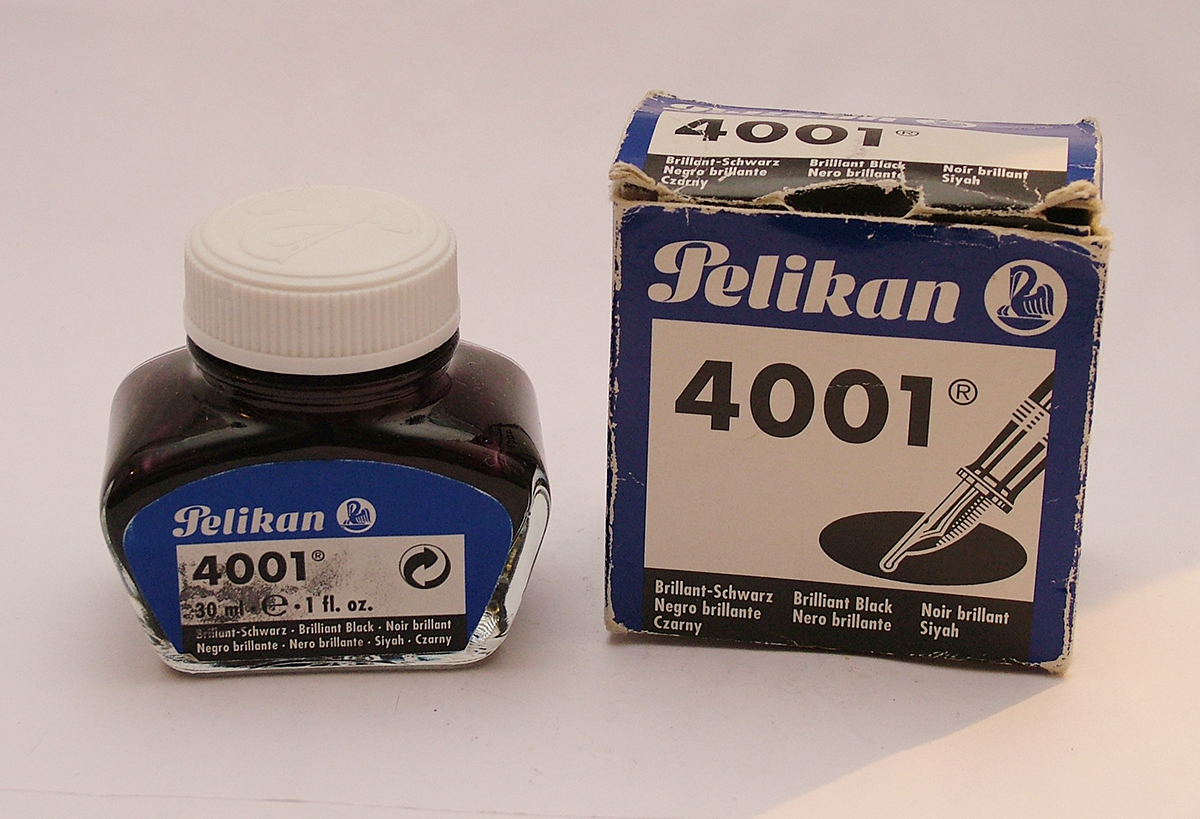 Pelikan
4001®
30 ml · e · 1 fl. oz.
Brillant-Schwarz · Brilliant Black · Noir brillant
Negro brillante · Nero brillante · Siyah · Czarny
4001®
Brillant-Schwarz Brilliant Black Noir brillant
Negro brillante Nero brillante Siyah
Czarny
Pelikan
4001®
Brillant-Schwarz Brilliant Black Noir brillant
Negro brillante Nero brillante Siyah
Czarny